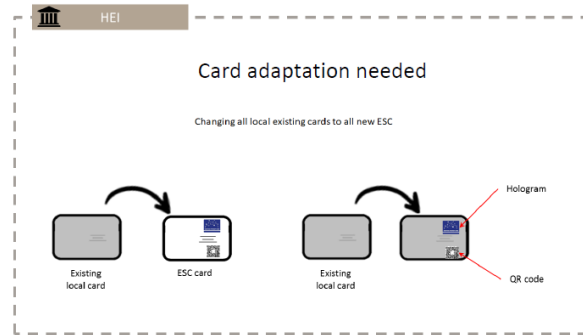 HEI
Card adaptation needed
Changing all local existing cards to all new ESC
Hologram
Existing
local card
ESC card
Existing
local card
QR code